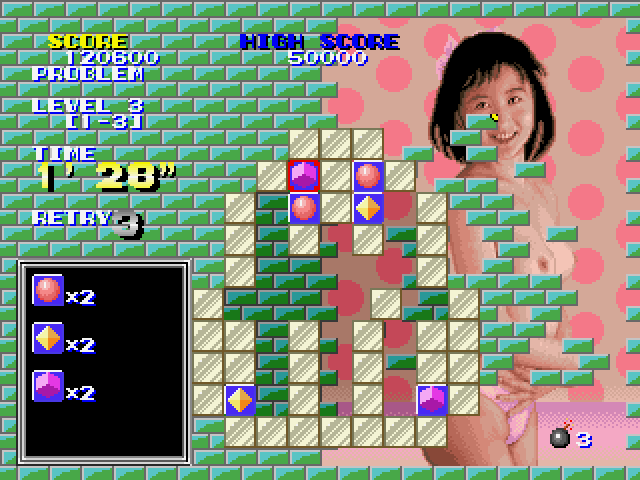 SCORE
120600
HIGH SCORE
50000
PROBLEM
LEVEL 3
[1-3]
TIME
1' 28"
RETRY 3
×2
×2
×2
3